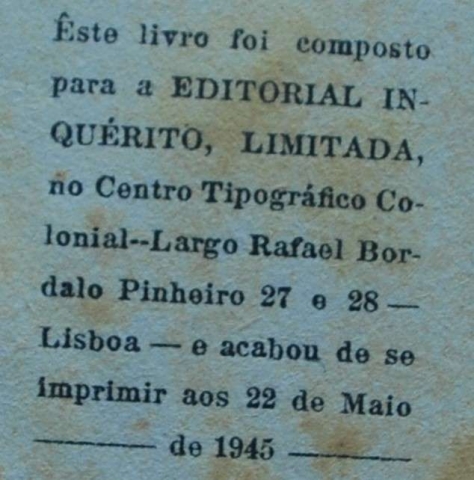 Êste livro foi composto
para a EDITORIAL IN-
QUÉRITO, LIMITADA,
no Centro Tipográfico Co-
lonial--Largo Rafael Bor-
dalo Pinheiro 27 e 28 —
Lisboa — e acabou de se
imprimir aos 22 de Maio
——— de 1945 ———